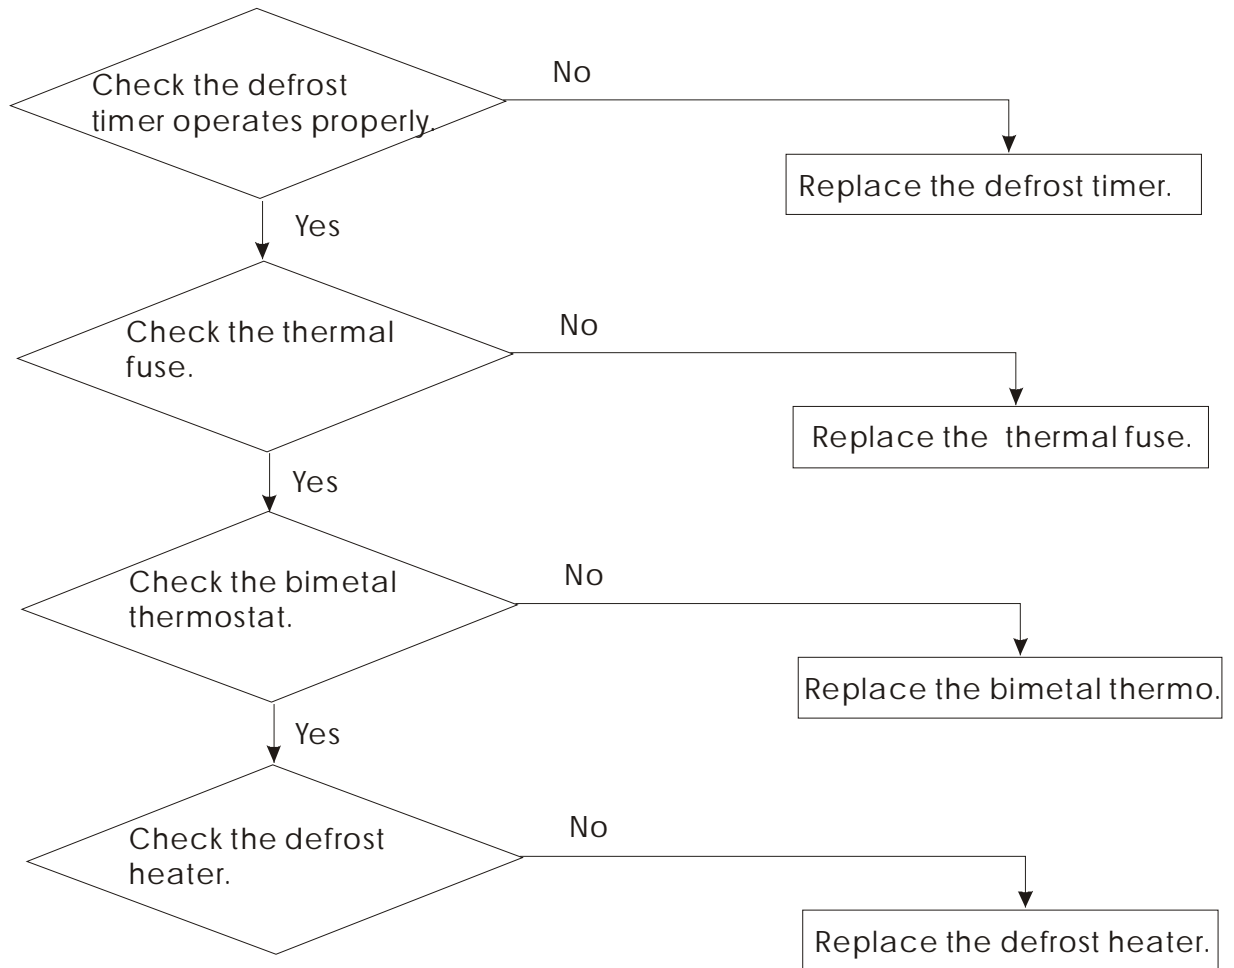 Check the defrost
timer operates properly.
No
Replace the defrost timer.
Yes
Check the thermal
fuse.
No
Replace the thermal fuse.
Yes
Check the bimetal
thermostat.
No
Replace the bimetal thermo.
Yes
Check the defrost
heater.
No
Replace the defrost heater.